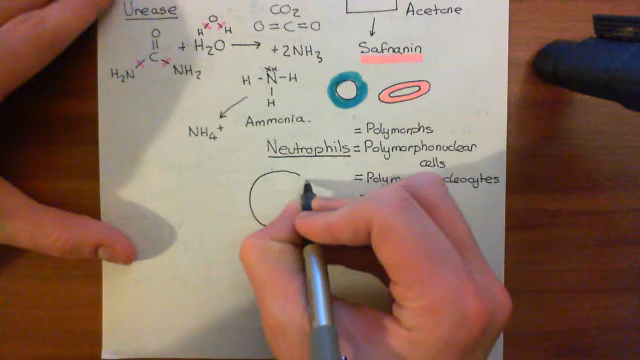 Urease
CO2
O=C=O
Acetone
O
H H
O
C
H2N NH2
+ H2O → + 2NH3
Safranin
H - N - H
H
NH4+
Ammonia.
= Polymorphs
Neutrophils = Polymorphonuclear
cells